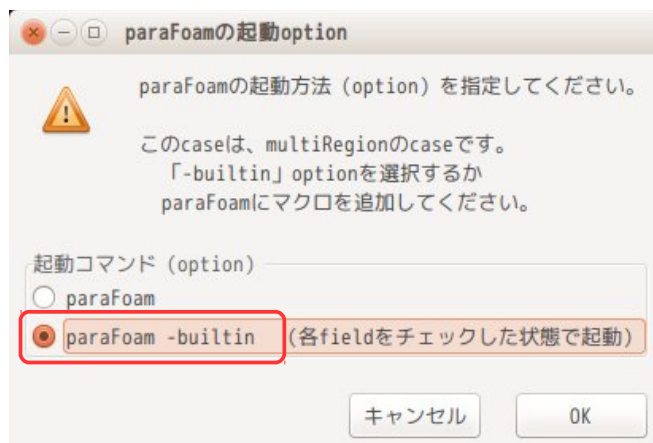 paraFoamの起動option
paraFoamの起動方法（option）を指定してください。
このcaseは、multiRegionのcaseです。
「-builtin」optionを選択するか
paraFoamにマクロを追加してください。
起動コマンド（option）
paraFoam
paraFoam -builtin （各fieldをチェックした状態で起動）
キャンセル OK